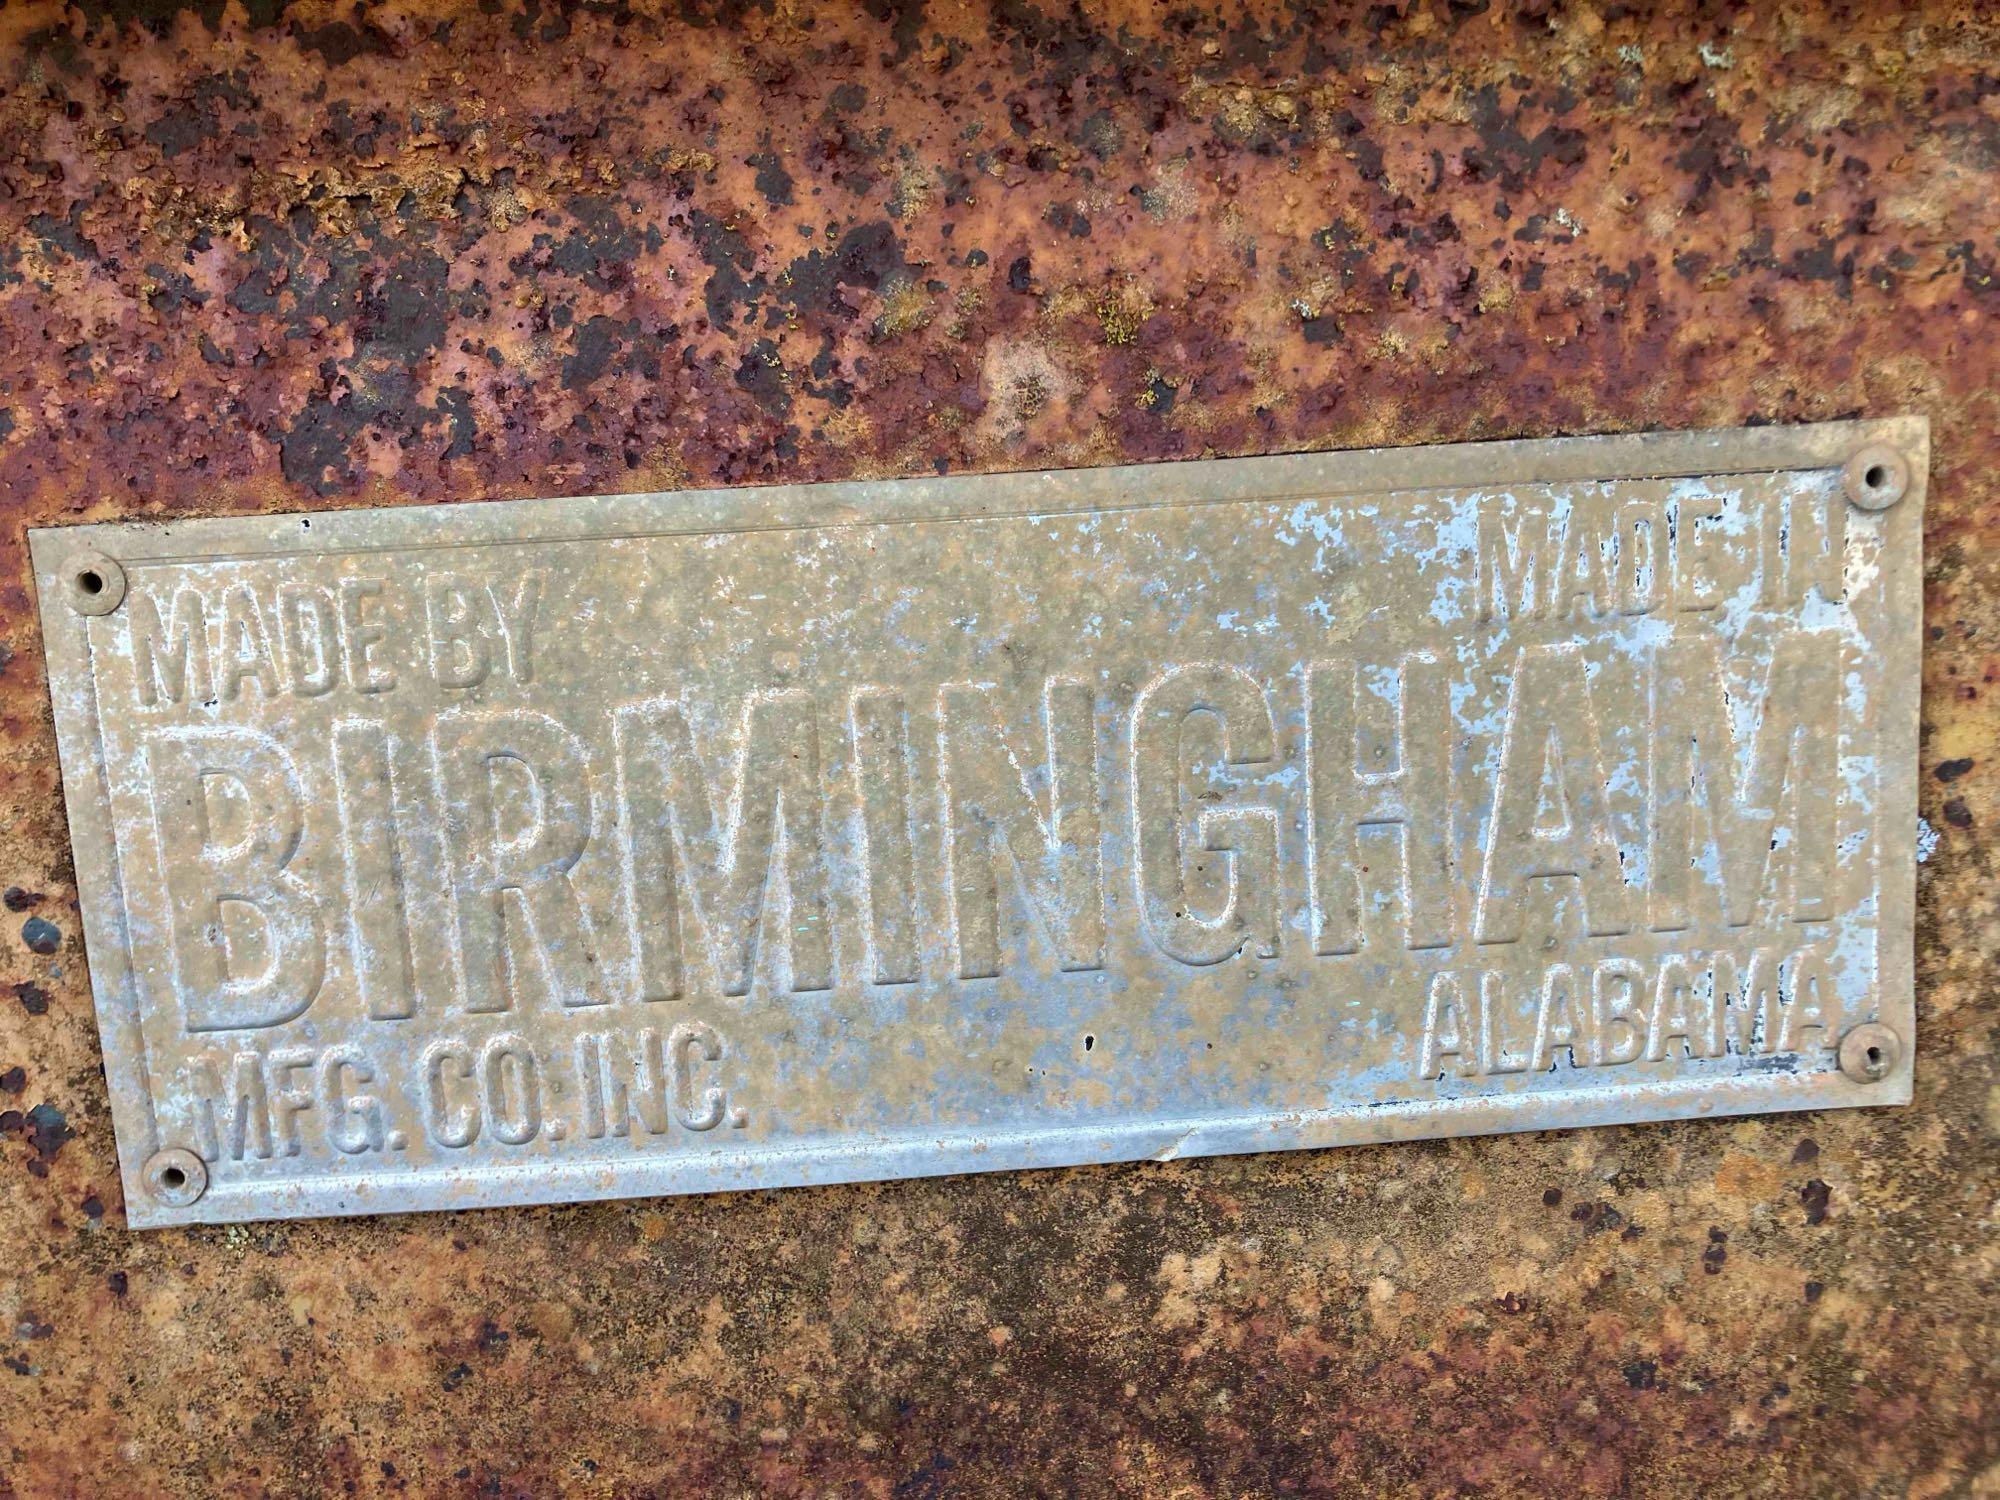 MADE BY
MADE IN
BIRMINGHAM
MFG. CO. INC.
ALABAMA